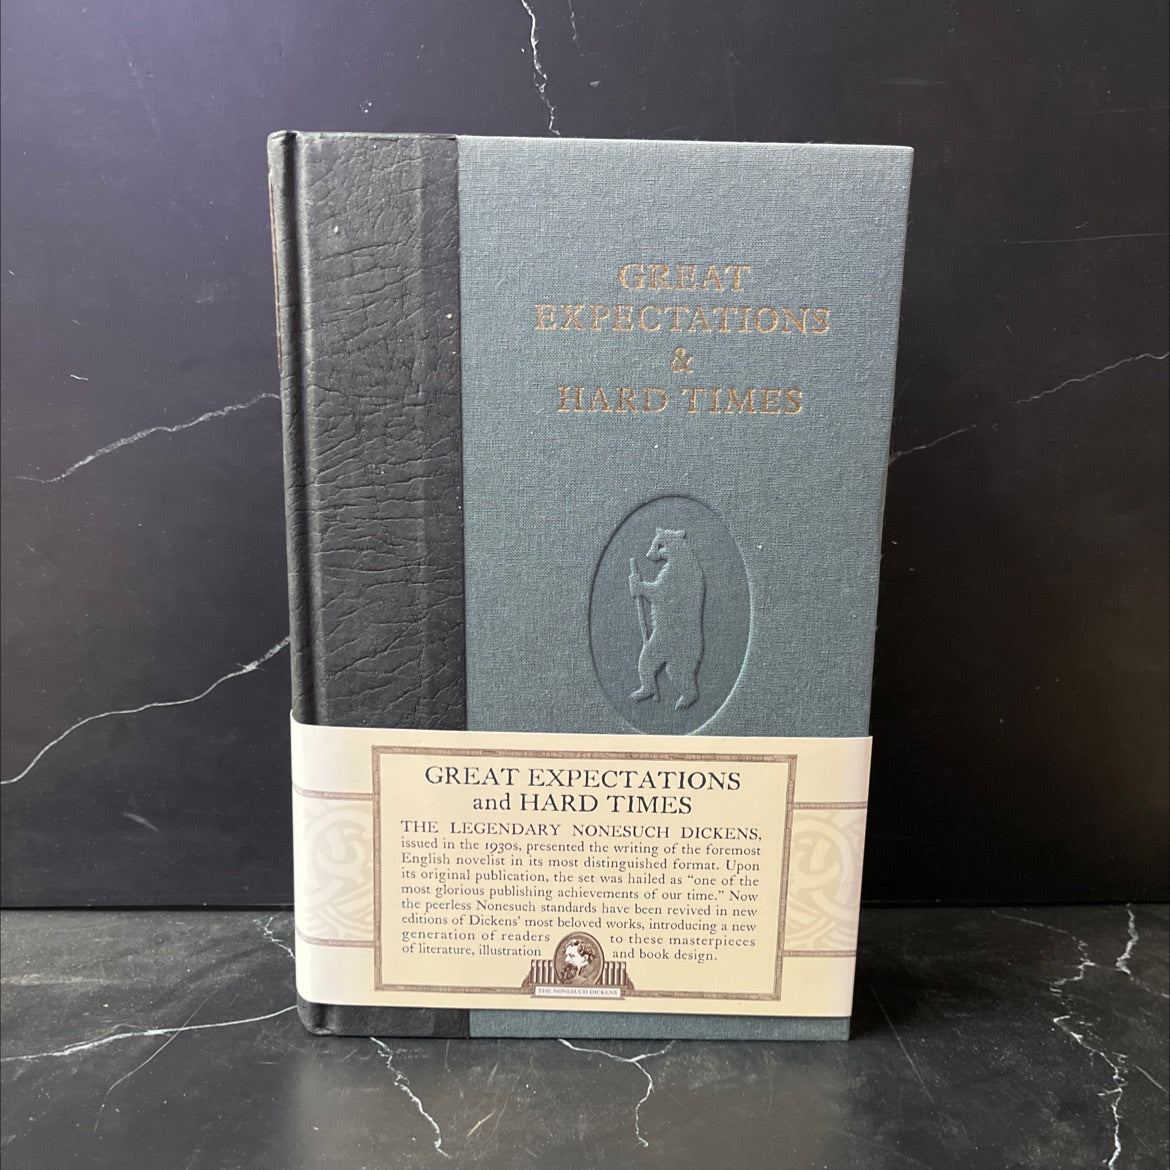 GREAT
EXPECTATIONS
&
HARD TIMES
GREAT EXPECTATIONS
and HARD TIMES
THE LEGENDARY NONESUCH DICKENS,
issued in the 1930s, presented the writing of the foremost
English novelist in its most distinguished format. Upon
its original publication, the set was hailed as “one of the
most glorious publishing achievements of our time.” Now
the peerless Nonesuch standards have been revived in new
editions of Dickens’ most beloved works, introducing a new
generation of readers to these masterpieces
of literature, illustration and book design.
THE NONESUCH DICKENS